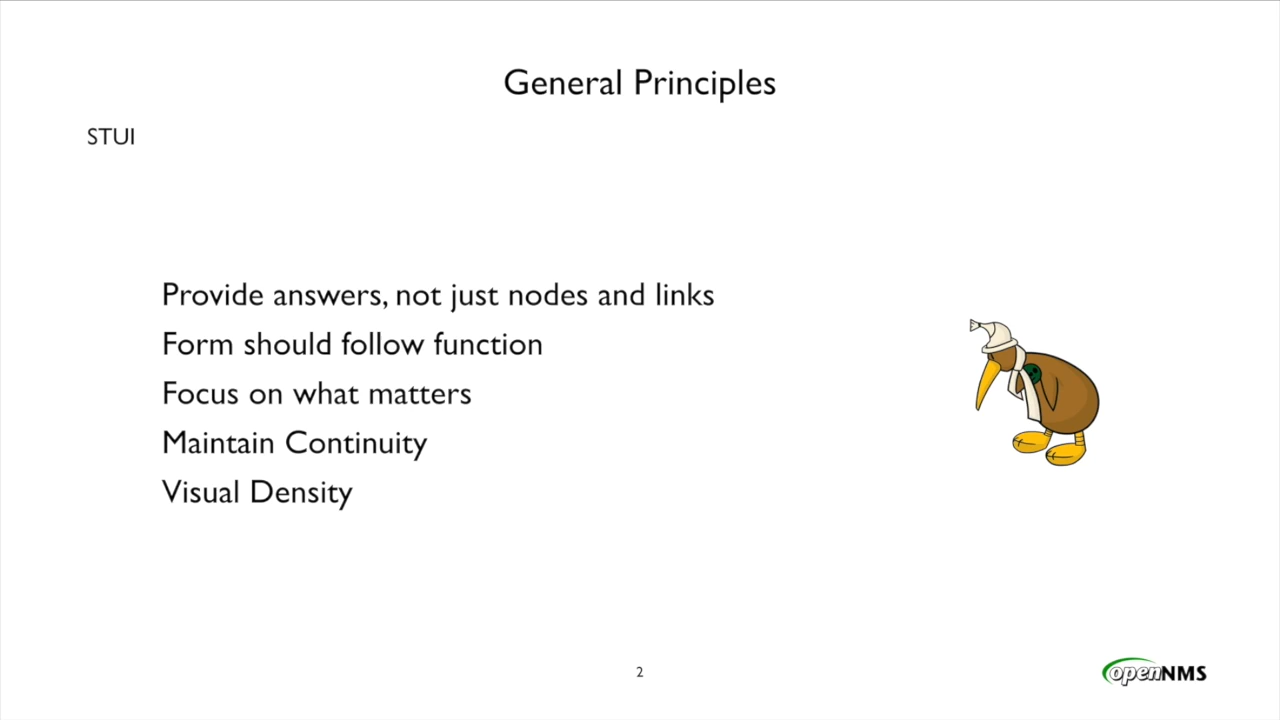 General Principles
STUI
Provide answers, not just nodes and links
Form should follow function
Focus on what matters
Maintain Continuity
Visual Density
2
openNMS